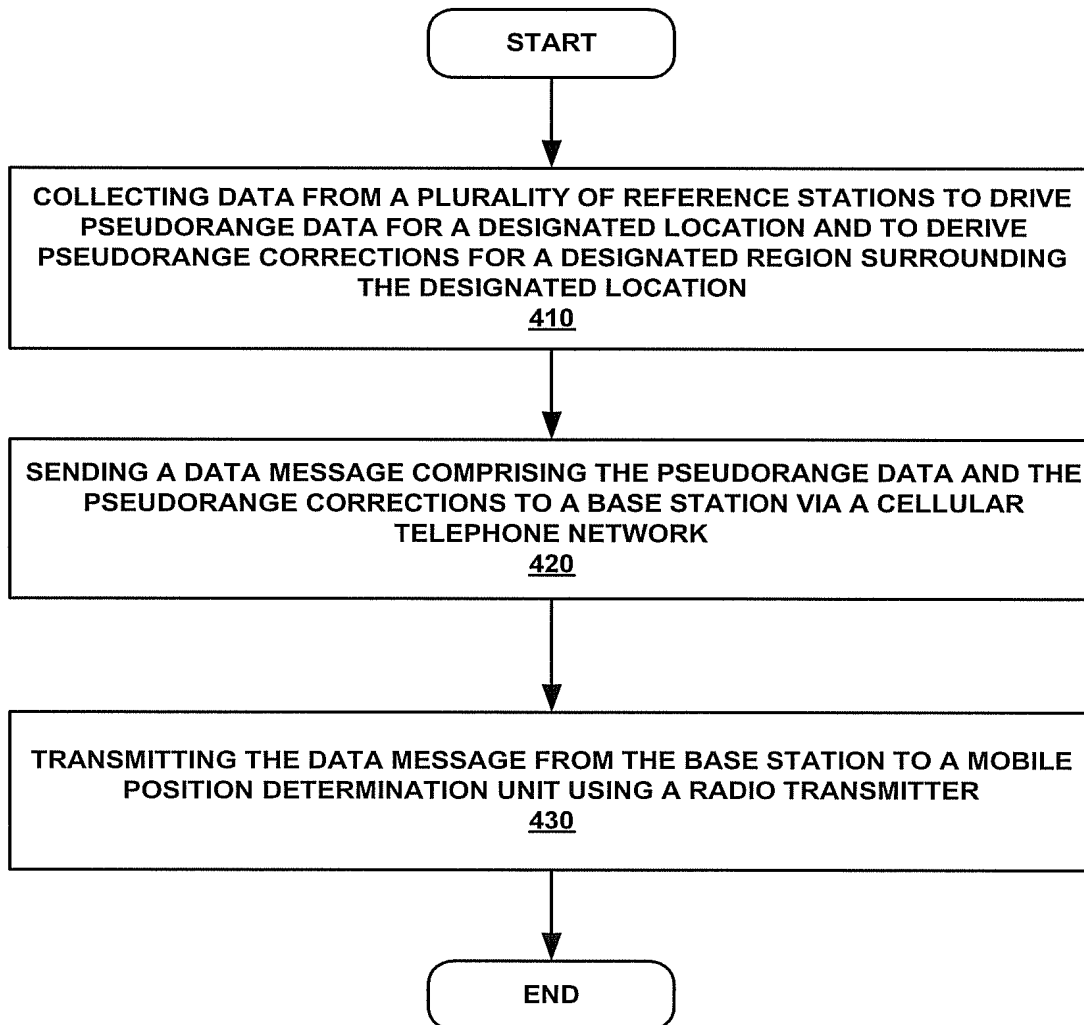 START
COLLECTING DATA FROM A PLURALITY OF REFERENCE STATIONS TO DRIVE
PSEUDORANGE DATA FOR A DESIGNATED LOCATION AND TO DERIVE
PSEUDORANGE CORRECTIONS FOR A DESIGNATED REGION SURROUNDING
THE DESIGNATED LOCATION
410
SENDING A DATA MESSAGE COMPRISING THE PSEUDORANGE DATA AND THE
PSEUDORANGE CORRECTIONS TO A BASE STATION VIA A CELLULAR
TELEPHONE NETWORK
420
TRANSMITTING THE DATA MESSAGE FROM THE BASE STATION TO A MOBILE
POSITION DETERMINATION UNIT USING A RADIO TRANSMITTER
430
END